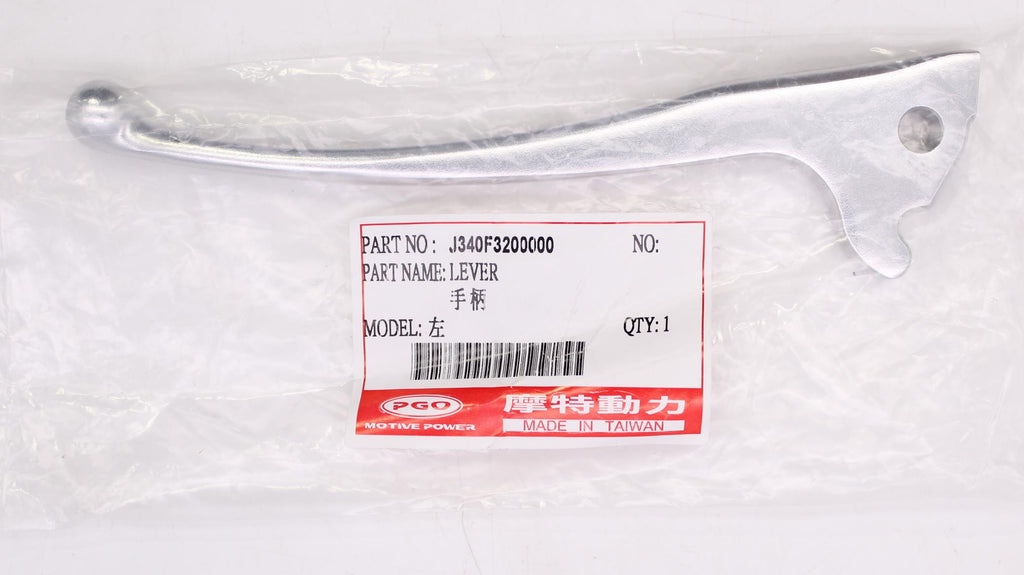 PART NO: J340F3200000 NO:
PART NAME: LEVER
手柄
MODEL: 左 QTY: 1
PGO 摩特動力
MOTIVE POWER MADE IN TAIWAN